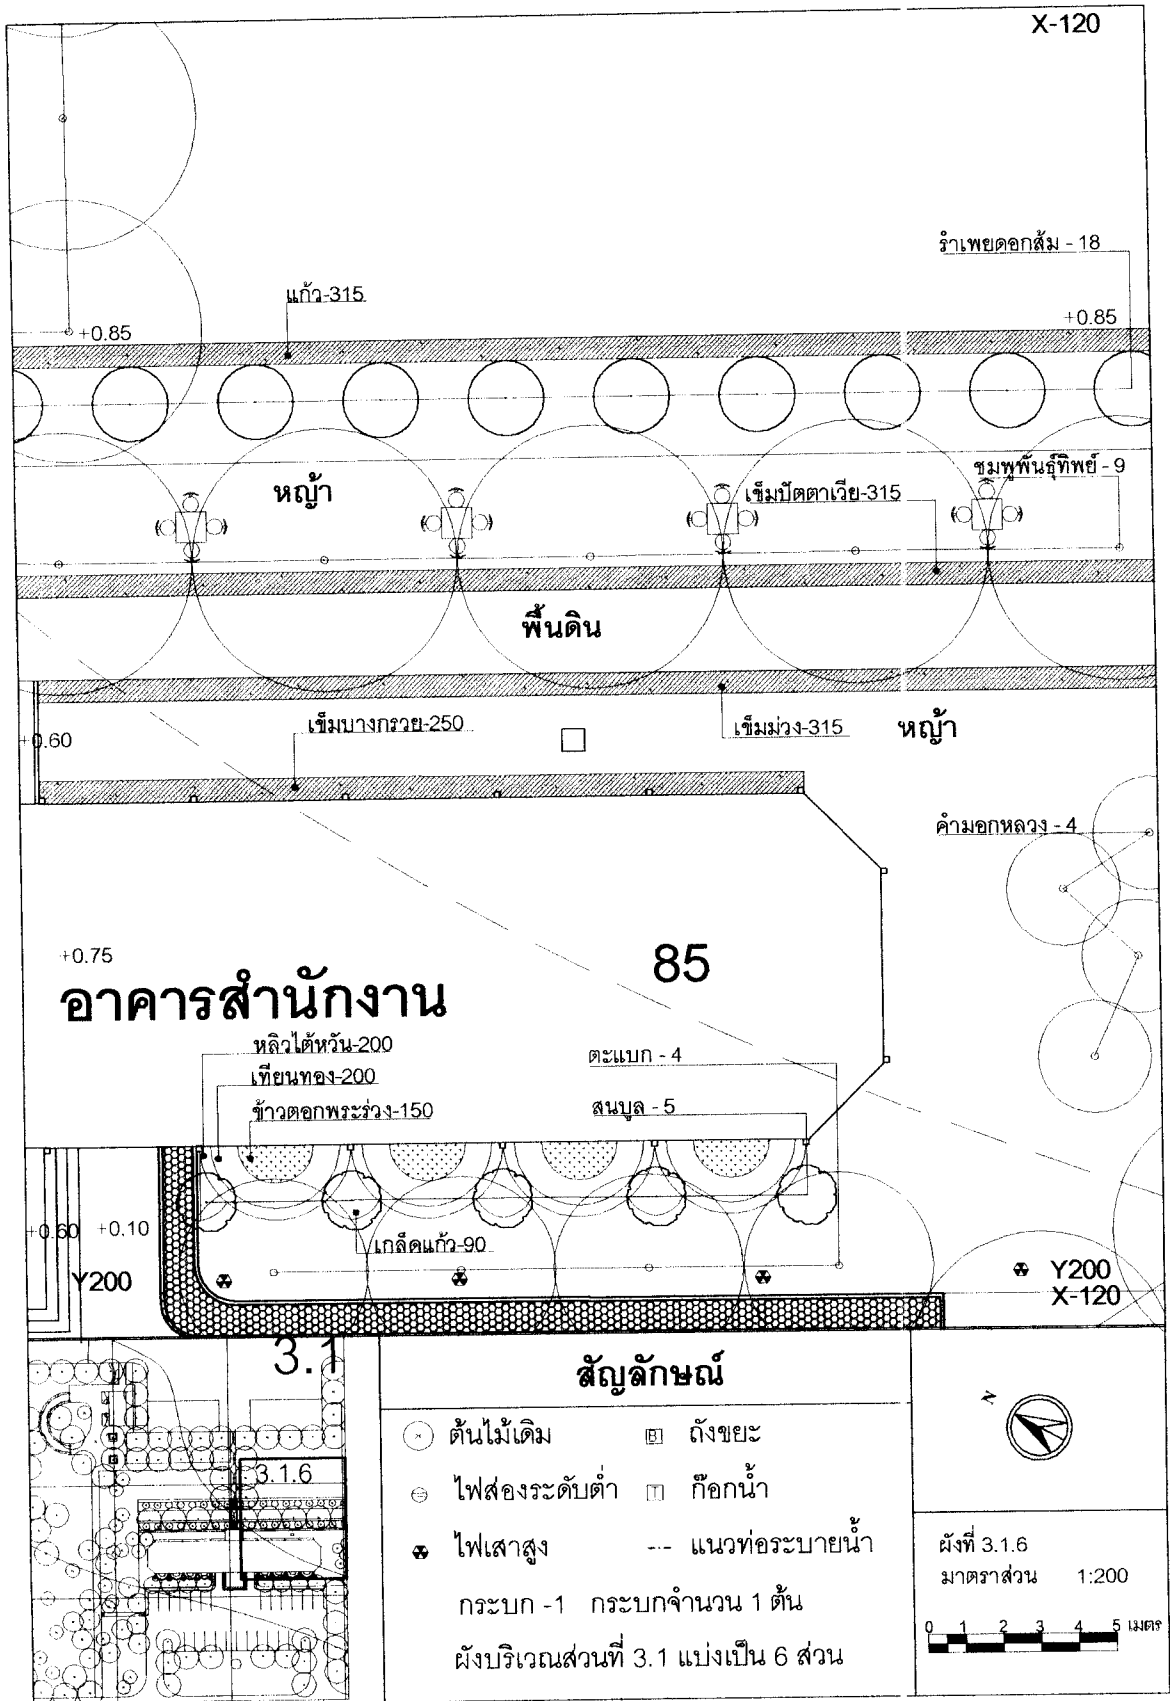 X-120
รำเพยดอกส้ม - 18
แก้ว-315
+0.85
+0.85
ชมพูพันธุ์ทิพย์ - 9
หญ้า
เข็มปัตตาเวีย-315
พื้นดิน
เข็มบางกรวย-250
เข็มม่วง-315
หญ้า
+0.60
คำมอกหลวง - 4
+0.75
85
อาคารสำนักงาน
หลิวไต้หวัน-200
ตะแบก - 4
เทียนทอง-200
ข้าวตอกพระร่วง-150
สนบูล - 5
+0.60
+0.10
เกล็ดแก้ว-90
Y200
Y200
X-120
3.1
3.1.6
สัญลักษณ์
ต้นไม้เดิม
B ถังขยะ
ไฟส่องระดับต่ำ
T ก๊อกน้ำ
ไฟเสาสูง
--- แนวท่อระบายน้ำ
กระบก -1 กระบกจำนวน 1 ต้น
ผังบริเวณส่วนที่ 3.1 แบ่งเป็น 6 ส่วน
N
ผังที่ 3.1.6
มาตราส่วน 1:200
0 1 2 3 4 5 เมตร